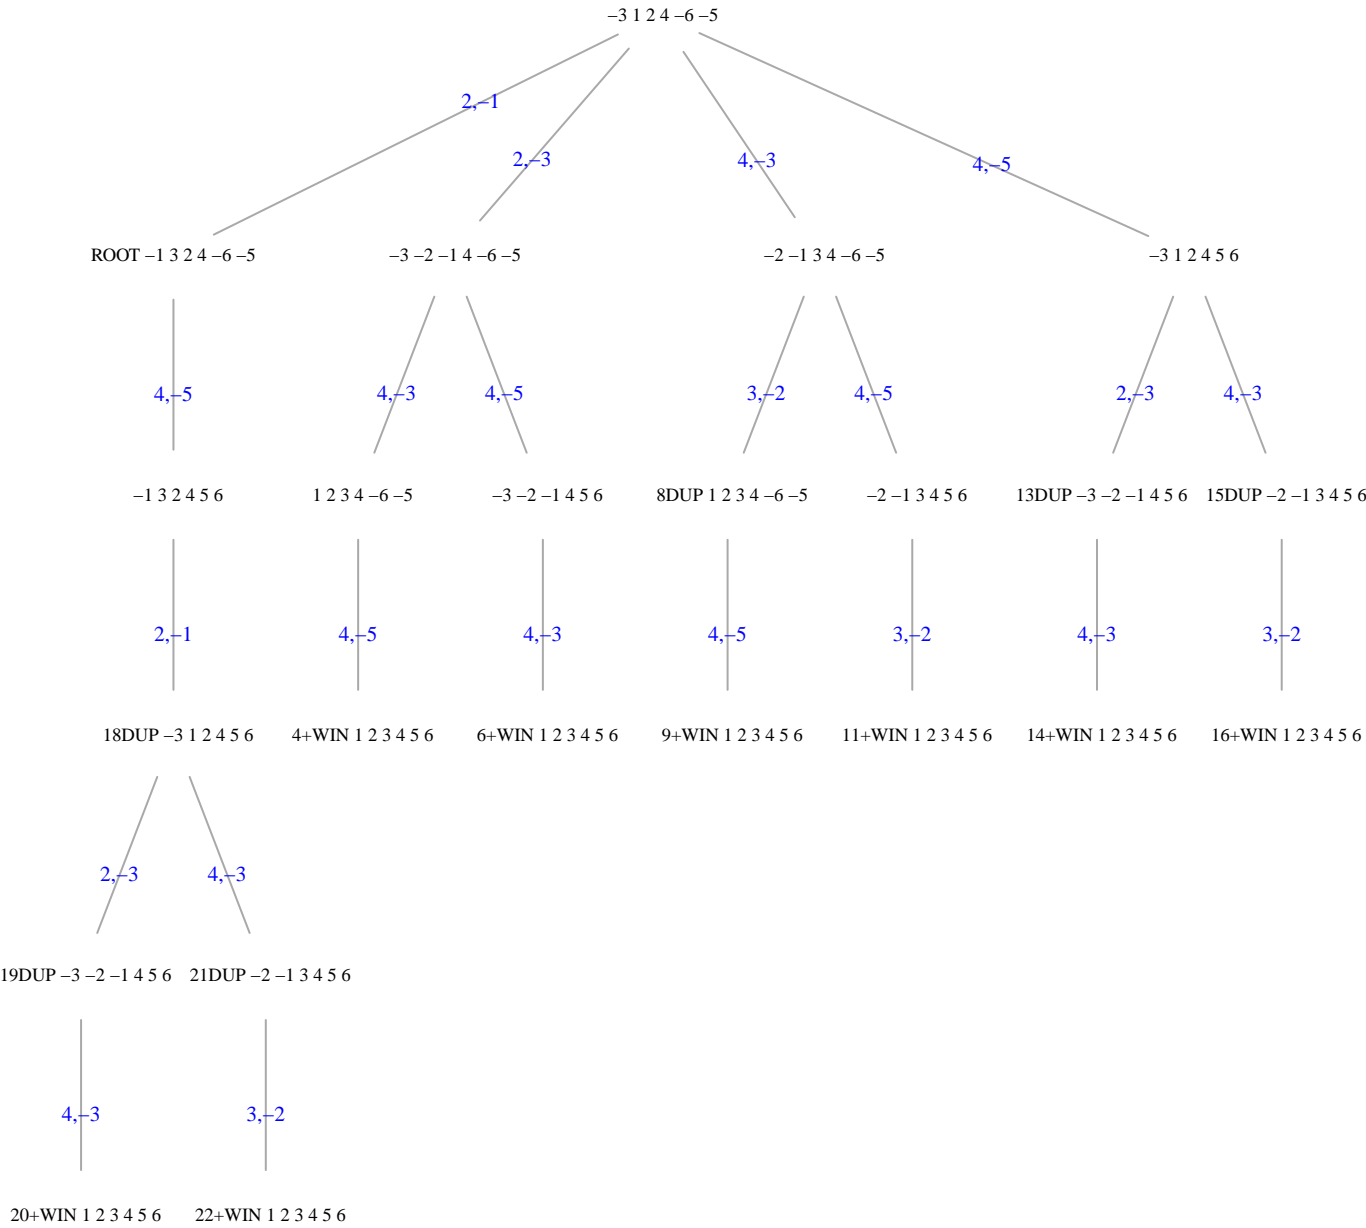 –3 1 2 4 –6 –5
2,–1
2,–3
4,–3
4,–5
ROOT –1 3 2 4 –6 –5
–3 –2 –1 4 –6 –5
–2 –1 3 4 –6 –5
–3 1 2 4 5 6
4,–5
4,–3
4,–5
3,–2
4,–5
2,–3
4,–3
–1 3 2 4 5 6
1 2 3 4 –6 –5
–3 –2 –1 4 5 6
8DUP 1 2 3 4 –6 –5
–2 –1 3 4 5 6
13DUP –3 –2 –1 4 5 6
15DUP –2 –1 3 4 5 6
2,–1
4,–5
4,–3
4,–5
3,–2
4,–3
3,–2
18DUP –3 1 2 4 5 6
4+WIN 1 2 3 4 5 6
6+WIN 1 2 3 4 5 6
9+WIN 1 2 3 4 5 6
11+WIN 1 2 3 4 5 6
14+WIN 1 2 3 4 5 6
16+WIN 1 2 3 4 5 6
2,–3
4,–3
19DUP –3 –2 –1 4 5 6
21DUP –2 –1 3 4 5 6
4,–3
3,–2
20+WIN 1 2 3 4 5 6
22+WIN 1 2 3 4 5 6